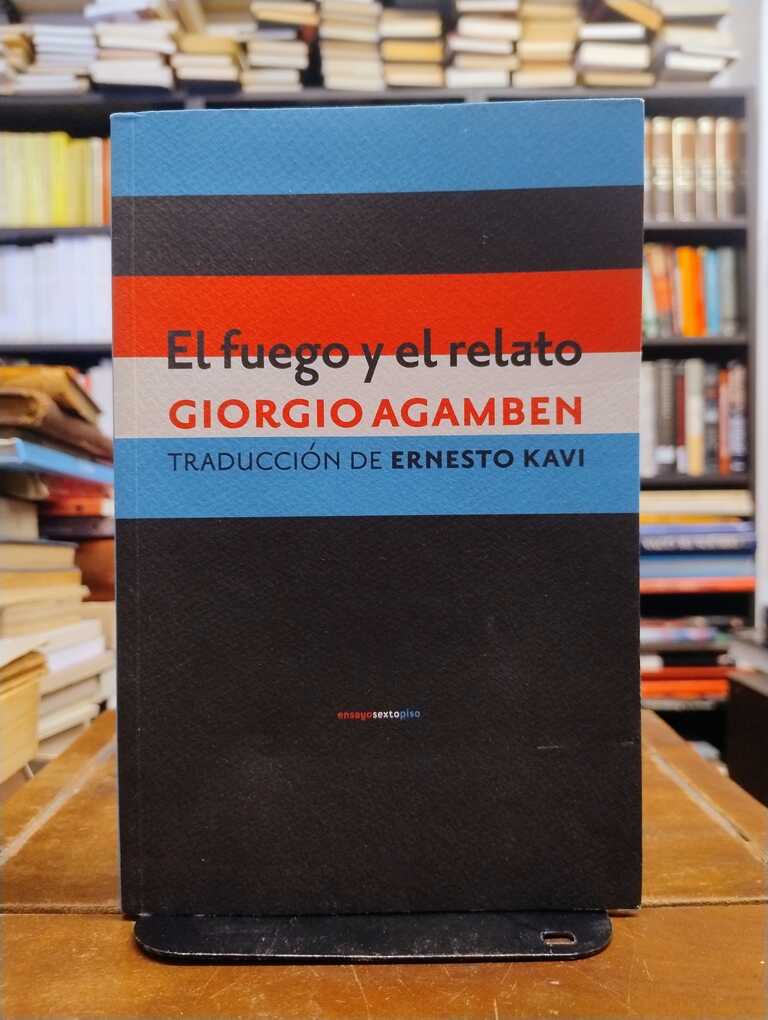 El fuego y el relato
GIORGIO AGAMBEN
TRADUCCIÓN DE ERNESTO KAVI
ensayosextopiso